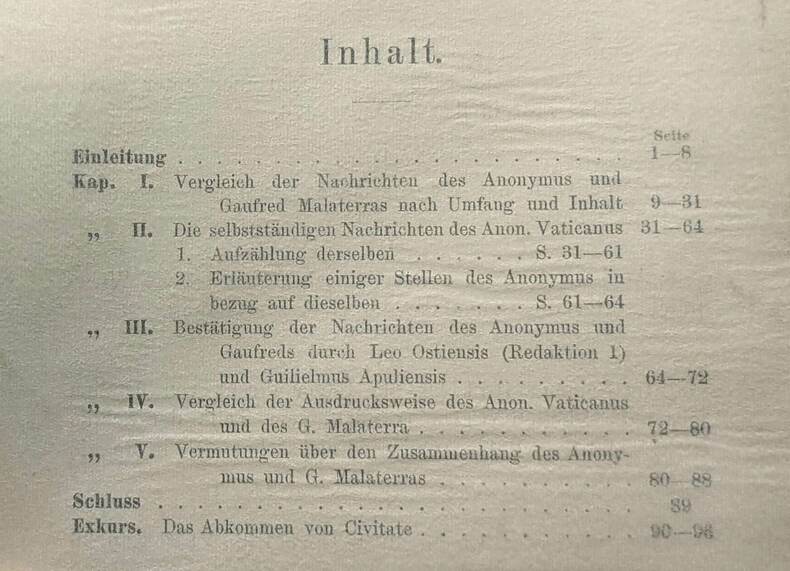 Inhalt.
Seite
Einleitung . . . . . . . . . . . . . . . . . . . . . . 1—8
Kap. I. Vergleich der Nachrichten des Anonymus und
Gaufred Malaterras nach Umfang und Inhalt 9—31
„ II. Die selbstständigen Nachrichten des Anon. Vaticanus 31—64
1. Aufzählung derselben . . . . . . S. 31—61
2. Erläuterung einiger Stellen des Anonymus in
bezug auf dieselben . . . . . . . S. 61—64
„ III. Bestätigung der Nachrichten des Anonymus und
Gaufreds durch Leo Ostiensis (Redaktion 1)
und Guilielmus Apuliensis . . . . . . . . . 64—72
„ IV. Vergleich der Ausdrucksweise des Anon. Vaticanus
und des G. Malaterra . . . . . . . . . . . 72—80
„ V. Vermutungen über den Zusammenhang des Anony-
mus und G. Malaterras . . . . . . . . . . 80—88
Schluss . . . . . . . . . . . . . . . . . . . . . . . 89
Exkurs. Das Abkommen von Civitate . . . . . . . . . . . 90—96